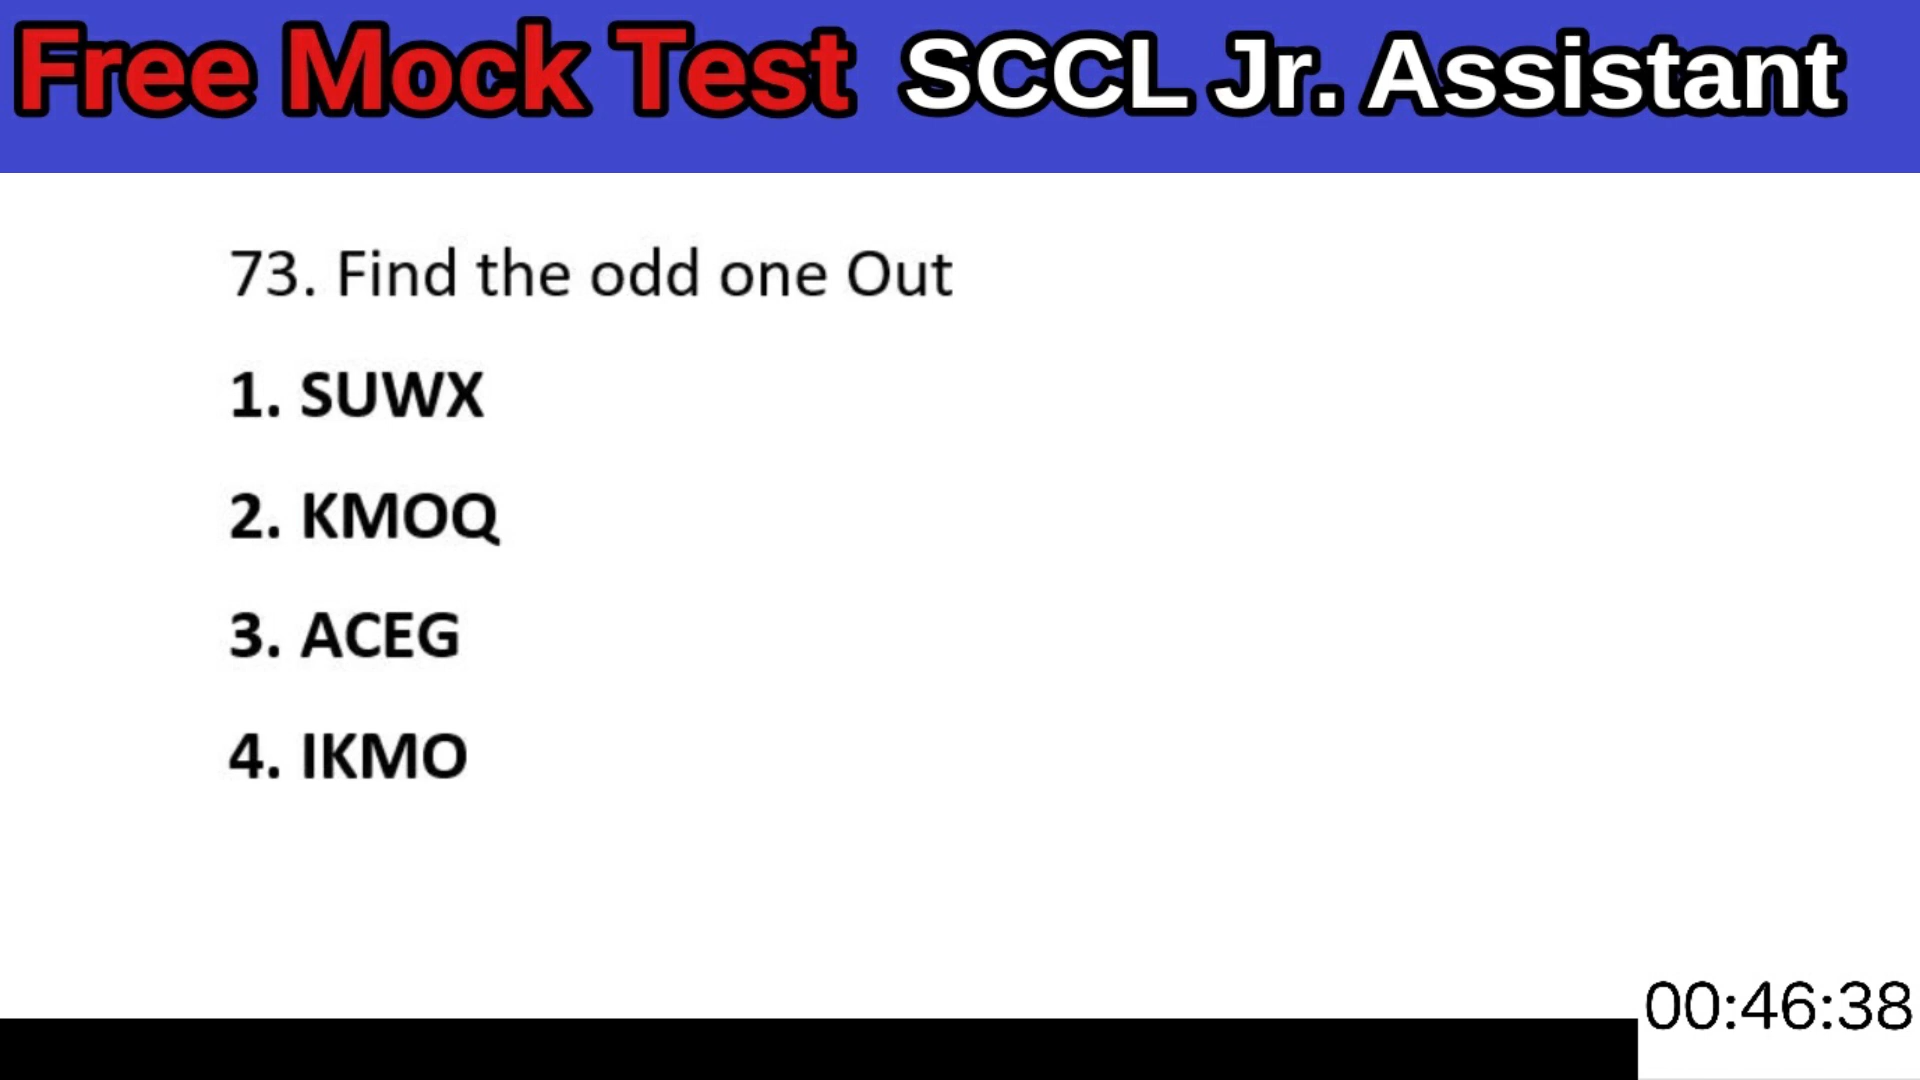 Free Mock Test SCCL Jr. Assistant
73. Find the odd one Out
1. SUWX
2. KMOQ
3. ACEG
4. IKMO
00:46:38